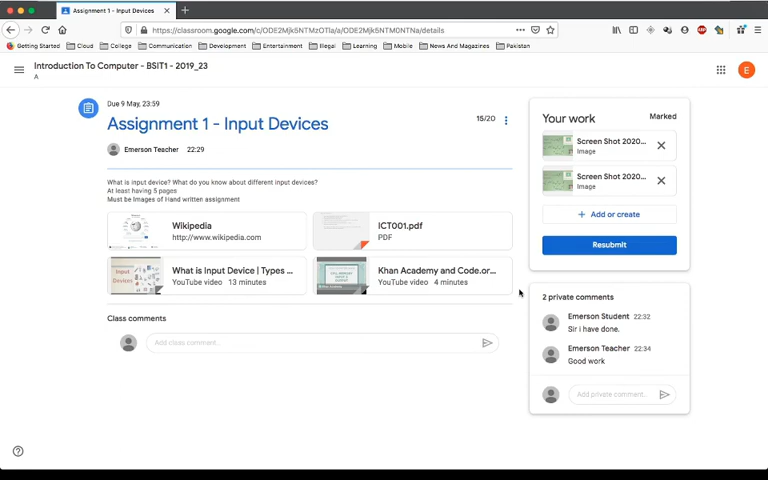 Assignment 1 - Input Devices
https://classroom.google.com/c/ODE2Mjk5NTMzOTla/a/ODE2Mjk5NTM0NTNa/details
Getting Started
Cloud
College
Communication
Development
Entertainment
Illegal
Learning
Mobile
News And Magazines
Pakistan
Introduction To Computer - BSIT1 - 2019_23
A
E
Due 9 May, 23:59
Assignment 1 - Input Devices
15/20
Emerson Teacher 22:29
What is input device? What do you know about different input devices?
At least having 5 pages
Must be Images of Hand written assignment
Wikipedia
http://www.wikipedia.com
ICT001.pdf
PDF
What is Input Device | Types ...
YouTube video 13 minutes
Khan Academy and Code.or...
YouTube video 4 minutes
Class comments
Add class comment...
Your work
Marked
Screen Shot 2020...
Image
Screen Shot 2020...
Image
+ Add or create
Resubmit
2 private comments
Emerson Student 22:32
Sir i have done.
Emerson Teacher 22:34
Good work
Add private comment...